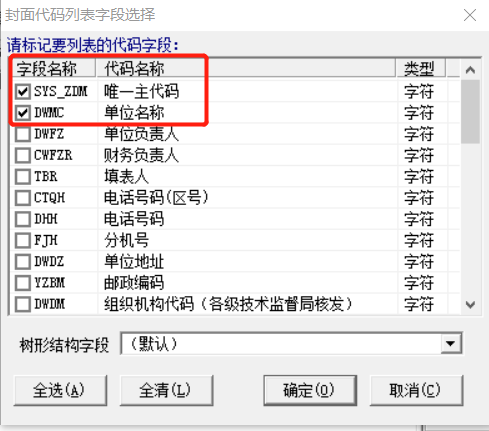 封面代码列表字段选择
请标记要列表的代码字段：
字段名称 代码名称 类型
SYS_ZDM 唯一主代码 字符
DWMC 单位名称 字符
DWFZ 单位负责人 字符
CWFZR 财务负责人 字符
TBR 填表人 字符
CTQH 电话号码(区号) 字符
DHH 电话号码 字符
FJH 分机号 字符
DWDZ 单位地址 字符
YZBM 邮政编码 字符
DWDM 组织机构代码（各级技术监督局核发） 字符
树形结构字段 （默认）
全选(A) 全清(L) 确定(O) 取消(C)